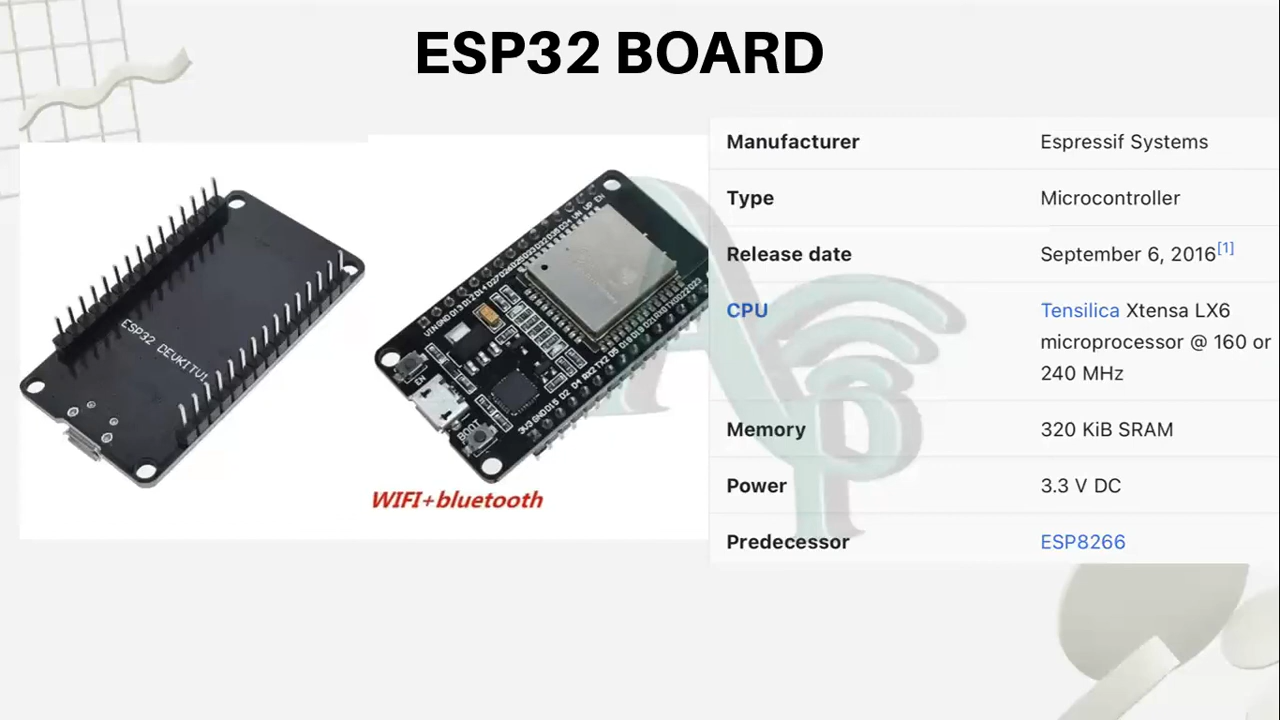 ESP32 BOARD
Manufacturer Espressif Systems
Type Microcontroller
Release date September 6, 2016[1]
CPU Tensilica Xtensa LX6
microprocessor @ 160 or
240 MHz
Memory 320 KiB SRAM
Power 3.3 V DC
Predecessor ESP8266
ESP32 DEVKITV1
EN
BOOT
WIFI+bluetooth